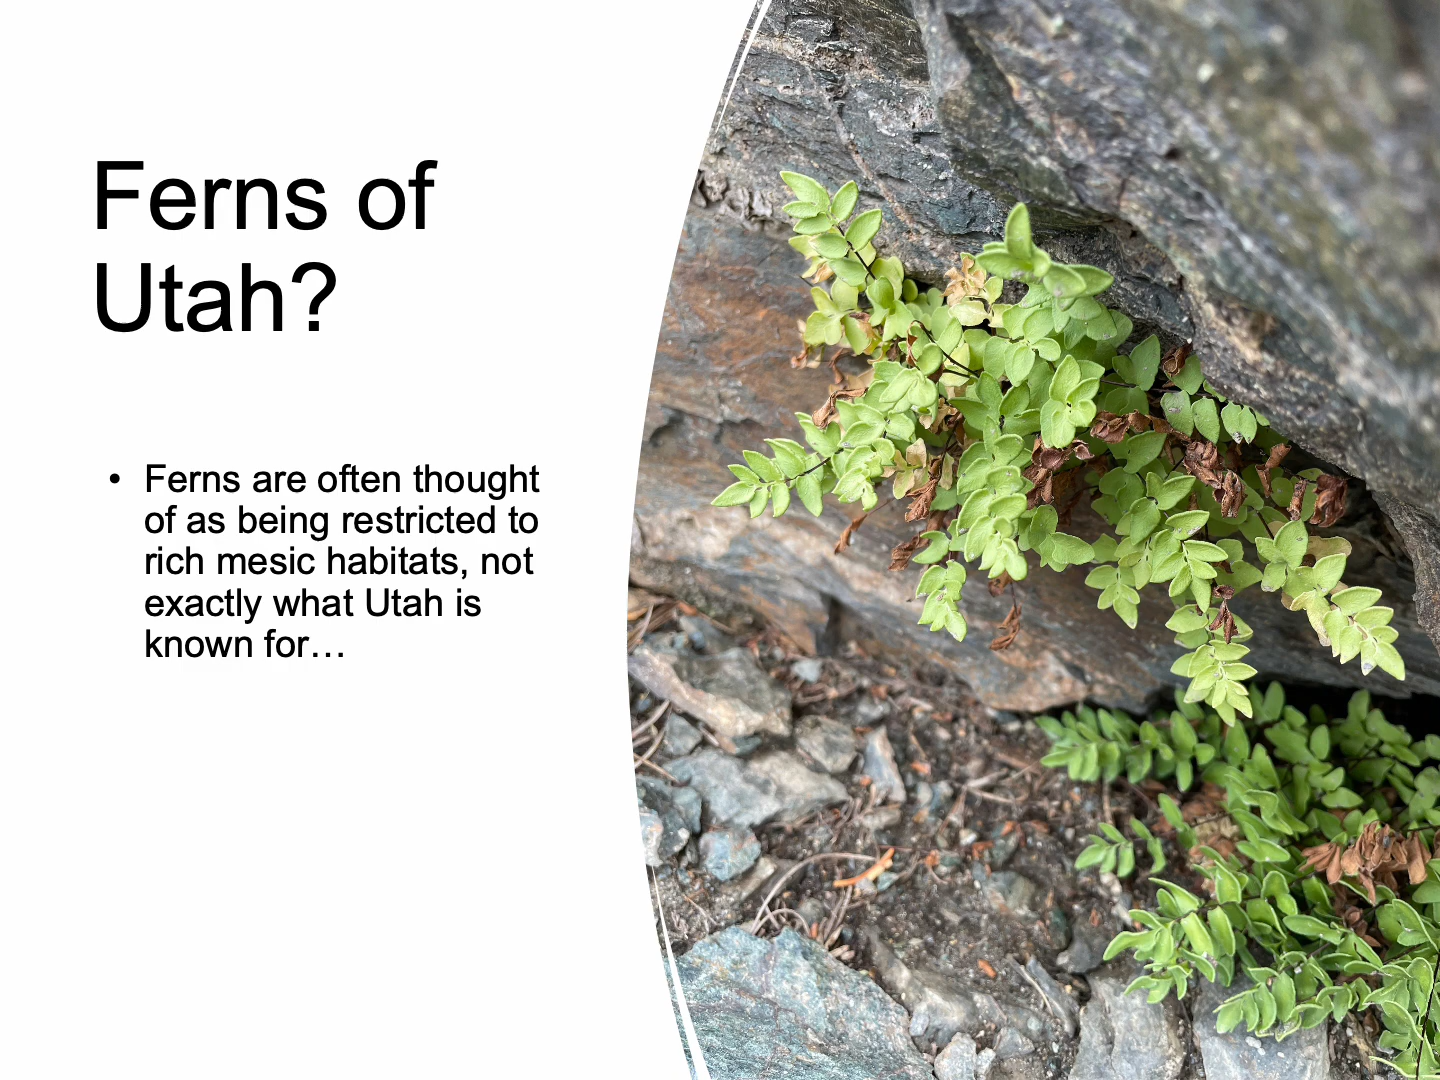 Ferns of
Utah?
• Ferns are often thought
of as being restricted to
rich mesic habitats, not
exactly what Utah is
known for…